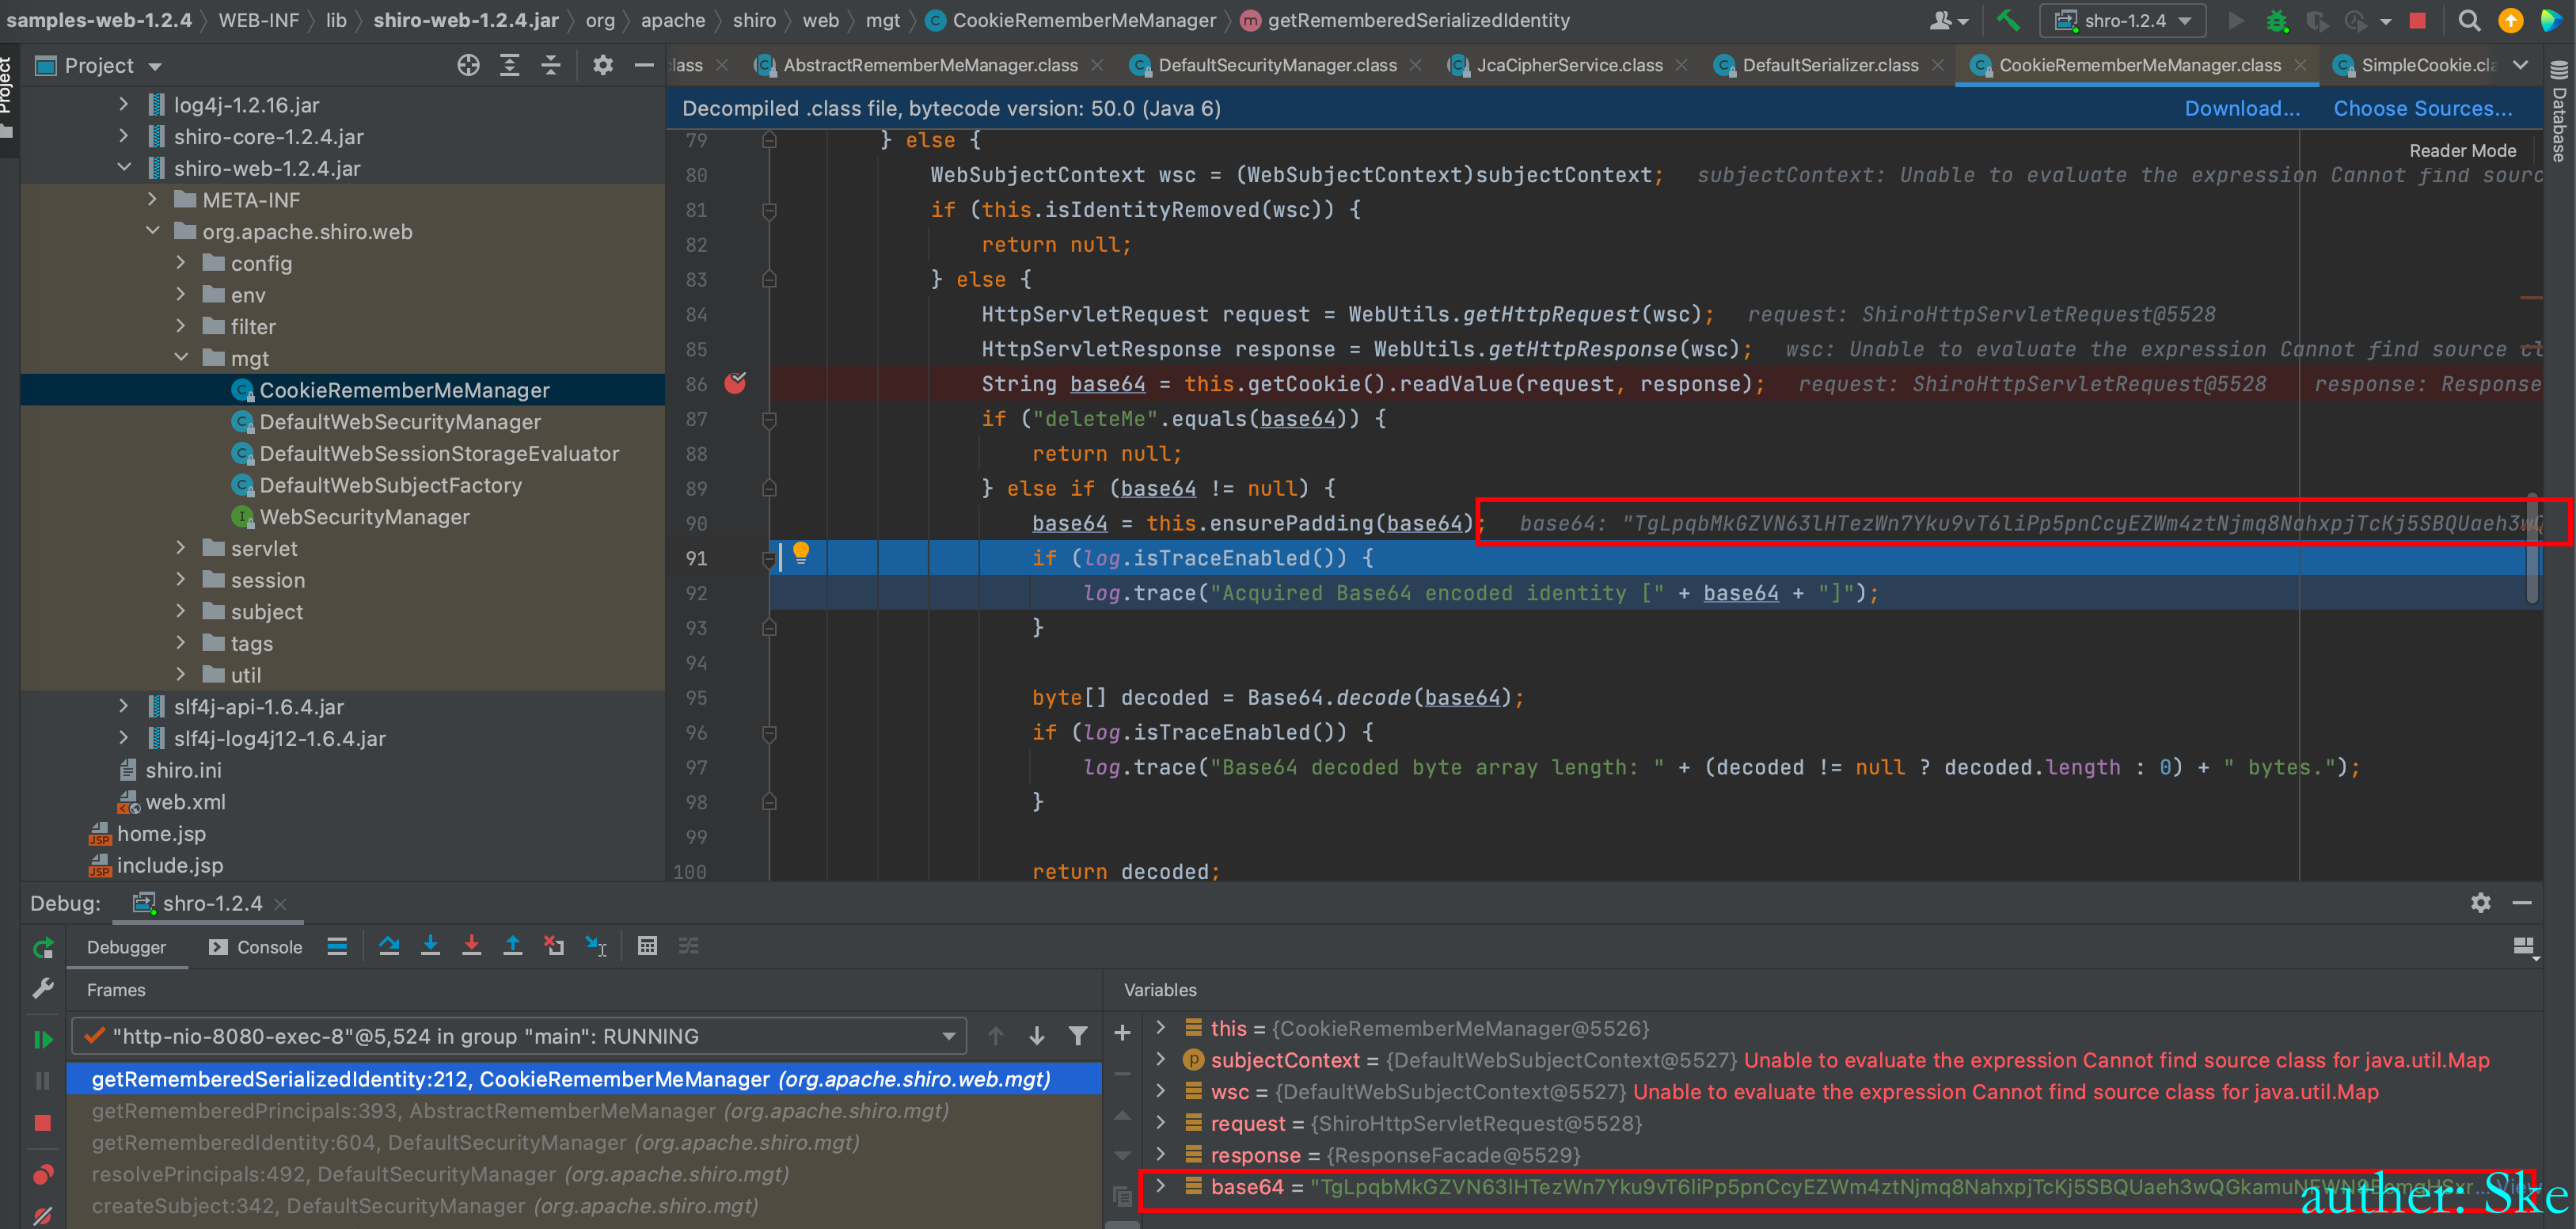 samples-web-1.2.4 WEB-INF lib shiro-web-1.2.4.jar org apache shiro web mgt CookieRememberMeManager getRememberedSerializedIdentity shro-1.2.4
Project
AbstractRememberMeManager.class DefaultSecurityManager.class JcaCipherService.class DefaultSerializer.class CookieRememberMeManager.class SimpleCookie.cla
Project
Database
log4j-1.2.16.jar
shiro-core-1.2.4.jar
shiro-web-1.2.4.jar
META-INF
org.apache.shiro.web
config
env
filter
mgt
CookieRememberMeManager
DefaultWebSecurityManager
DefaultWebSessionStorageEvaluator
DefaultWebSubjectFactory
WebSecurityManager
servlet
session
subject
tags
util
slf4j-api-1.6.4.jar
slf4j-log4j12-1.6.4.jar
shiro.ini
web.xml
home.jsp
include.jsp
Decompiled .class file, bytecode version: 50.0 (Java 6) Download... Choose Sources...
Reader Mode
79 } else {
80 WebSubjectContext wsc = (WebSubjectContext)subjectContext; subjectContext: Unable to evaluate the expression Cannot find sourc
81 if (this.isIdentityRemoved(wsc)) {
82 return null;
83 } else {
84 HttpServletRequest request = WebUtils.getHttpRequest(wsc); request: ShiroHttpServletRequest@5528
85 HttpServletResponse response = WebUtils.getHttpResponse(wsc); wsc: Unable to evaluate the expression Cannot find source cl
86 String base64 = this.getCookie().readValue(request, response); request: ShiroHttpServletRequest@5528 response: Response
87 if ("deleteMe".equals(base64)) {
88 return null;
89 } else if (base64 != null) {
90 base64 = this.ensurePadding(base64); base64: "TgLpqbMkGZVN63lHTezWn7Yku9vT6liPp5pnCcyEZWm4ztNjmq8NahxpjTcKj5SBQUaeh3wQ
91 if (log.isTraceEnabled()) {
92 log.trace("Acquired Base64 encoded identity [" + base64 + "]");
93 }
94
95 byte[] decoded = Base64.decode(base64);
96 if (log.isTraceEnabled()) {
97 log.trace("Base64 decoded byte array length: " + (decoded != null ? decoded.length : 0) + " bytes.");
98 }
99
100 return decoded;
Debug: shro-1.2.4
Debugger Console
Frames
"http-nio-8080-exec-8"@5,524 in group "main": RUNNING
getRememberedSerializedIdentity:212, CookieRememberMeManager (org.apache.shiro.web.mgt)
getRememberedPrincipals:393, AbstractRememberMeManager (org.apache.shiro.mgt)
getRememberedIdentity:604, DefaultSecurityManager (org.apache.shiro.mgt)
resolvePrincipals:492, DefaultSecurityManager (org.apache.shiro.mgt)
createSubject:342, DefaultSecurityManager (org.apache.shiro.mgt)
Variables
this = {CookieRememberMeManager@5526}
subjectContext = {DefaultWebSubjectContext@5527} Unable to evaluate the expression Cannot find source class for java.util.Map
wsc = {DefaultWebSubjectContext@5527} Unable to evaluate the expression Cannot find source class for java.util.Map
request = {ShiroHttpServletRequest@5528}
response = {ResponseFacade@5529}
base64 = "TgLpqbMkGZVN63lHTezWn7Yku9vT6liPp5pnCcyEZWm4ztNjmq8NahxpjTcKj5SBQUaeh3wQGkamuNEWN9BomgHSxr ... View
auther: Ske